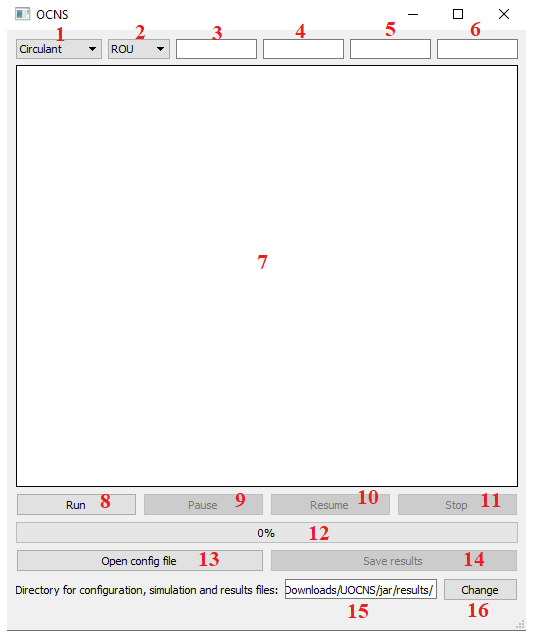 OCNS
1 2 3 4 5 6
Circulant ROU
7
Run 8 Pause 9 Resume 10 Stop 11
0% 12
Open config file 13 Save results 14
Directory for configuration, simulation and results files: Downloads/UOCNS/jar/results/ Change
15 16